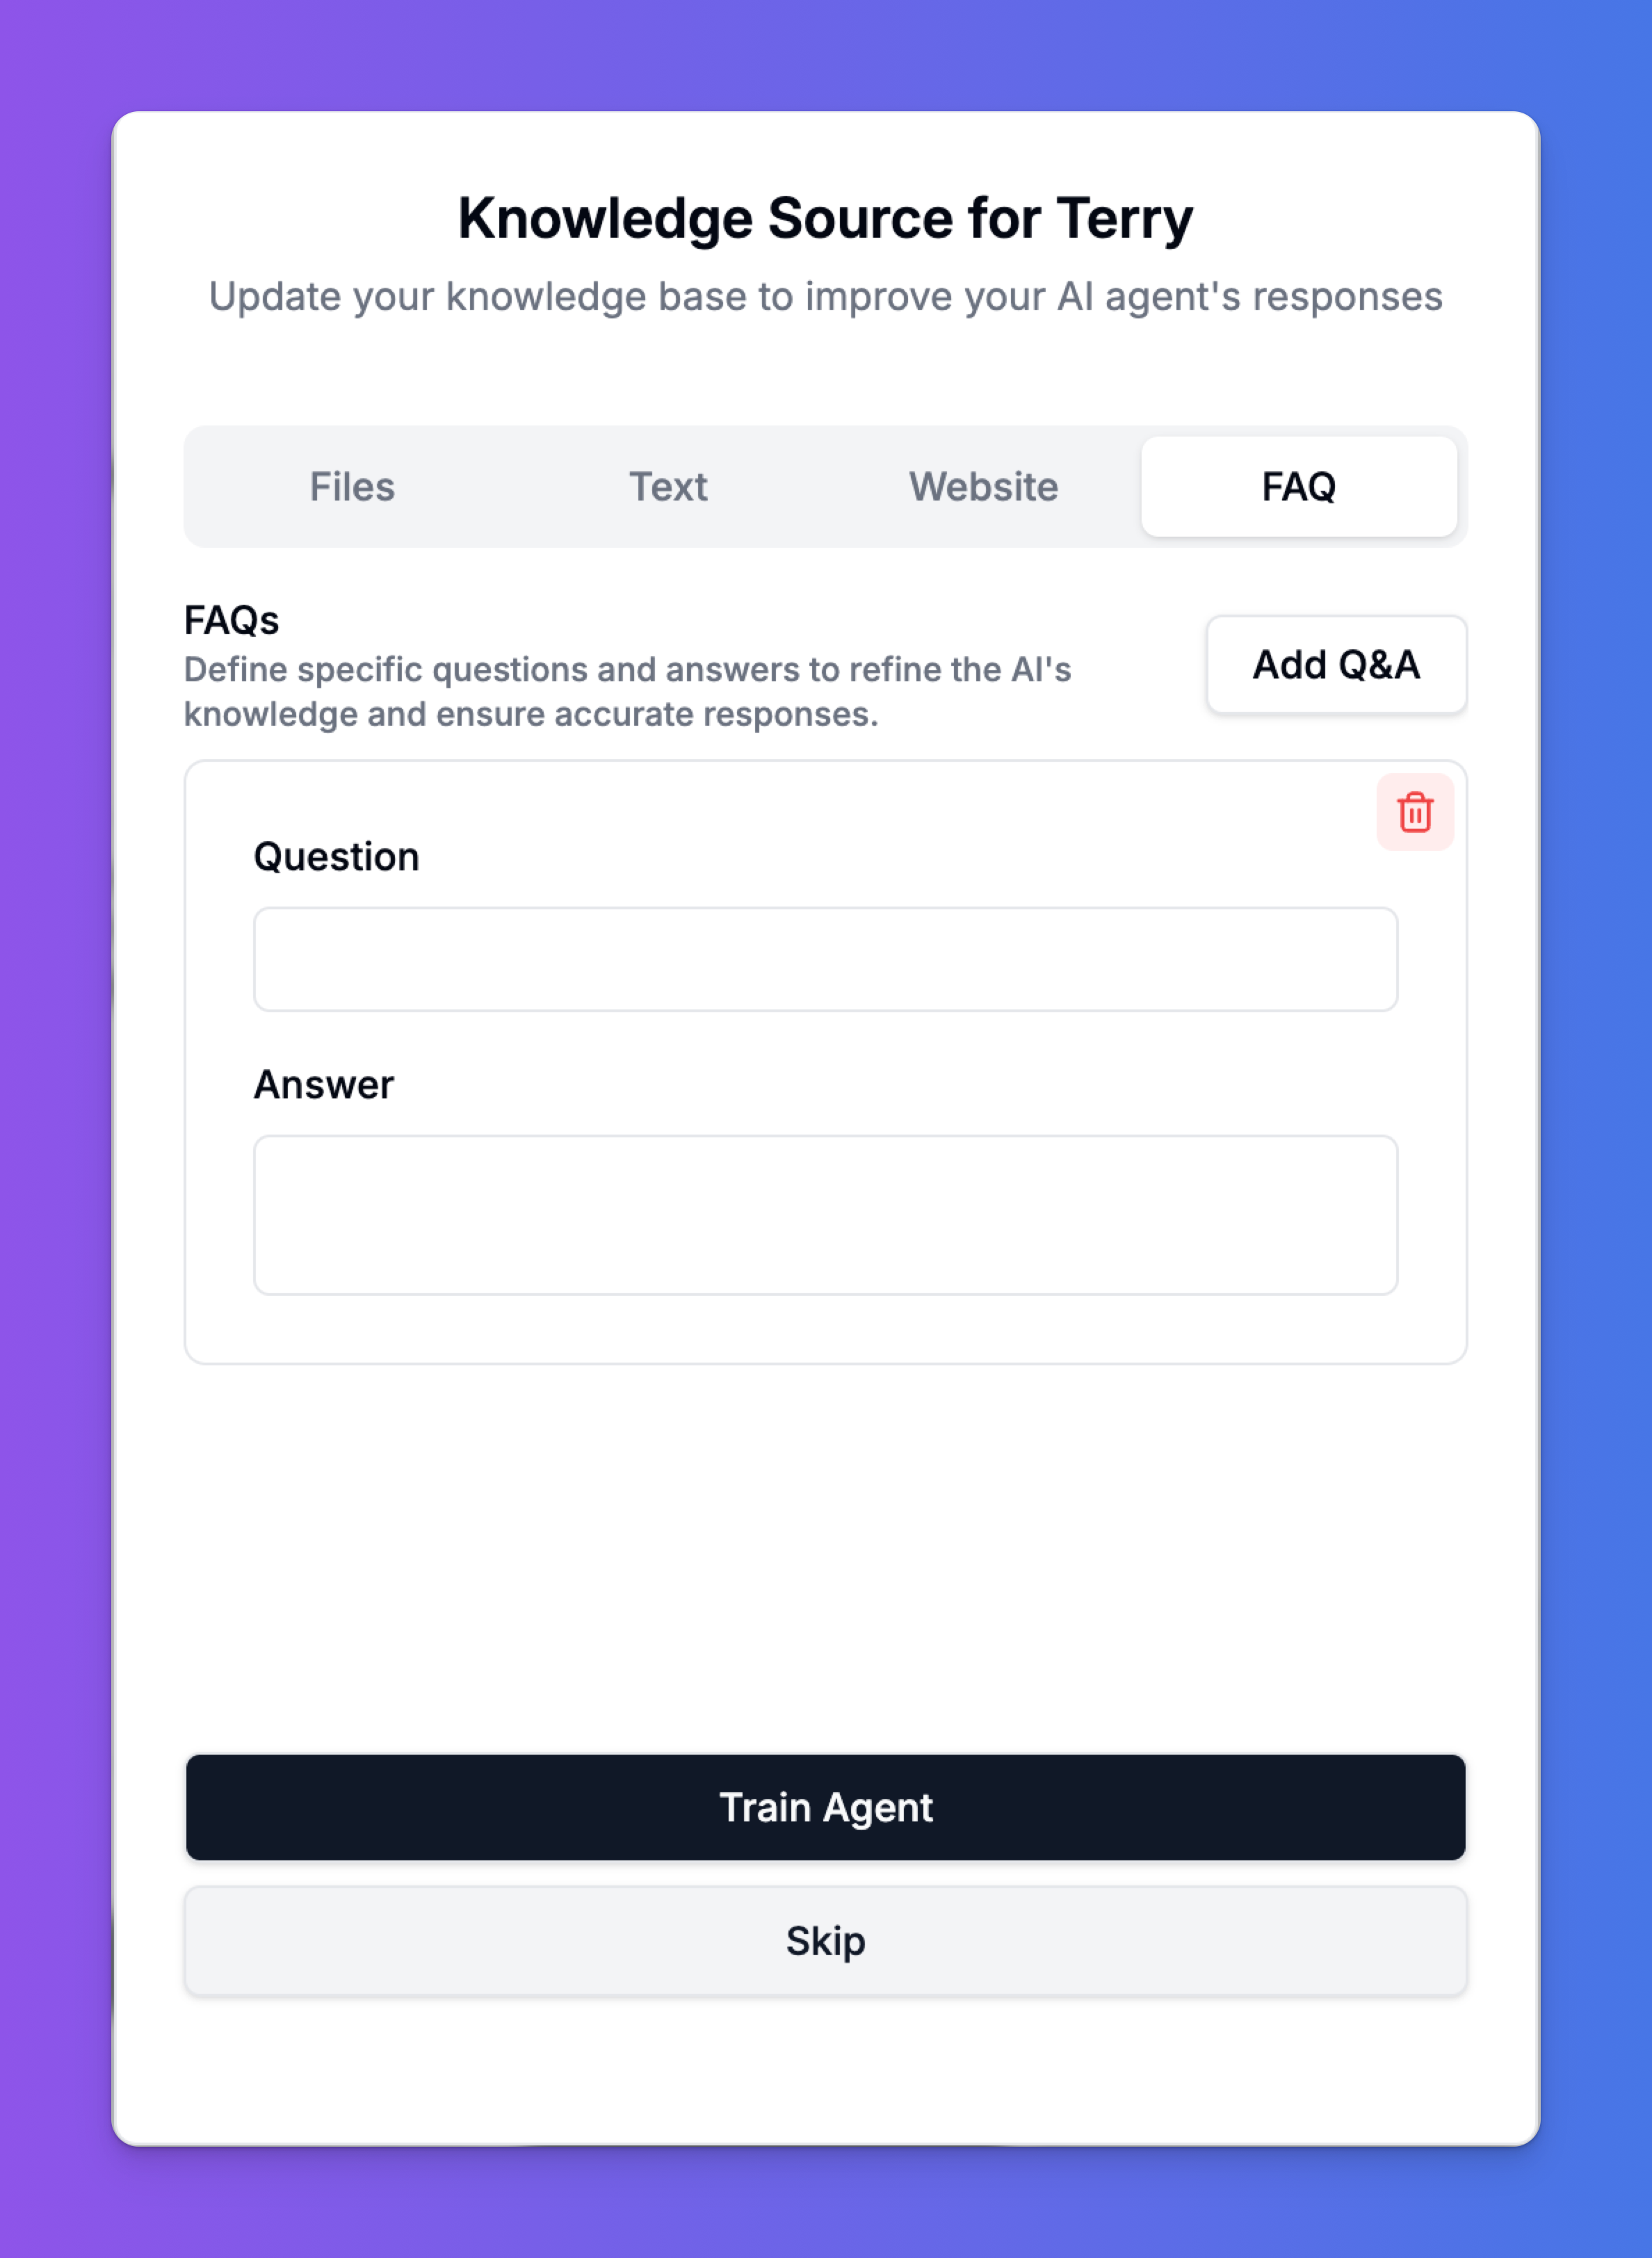 Knowledge Source for Terry
Update your knowledge base to improve your AI agent's responses
Files
Text
Website
FAQ
FAQs
Define specific questions and answers to refine the AI's
knowledge and ensure accurate responses.
Add Q&A
Question
Answer
Train Agent
Skip